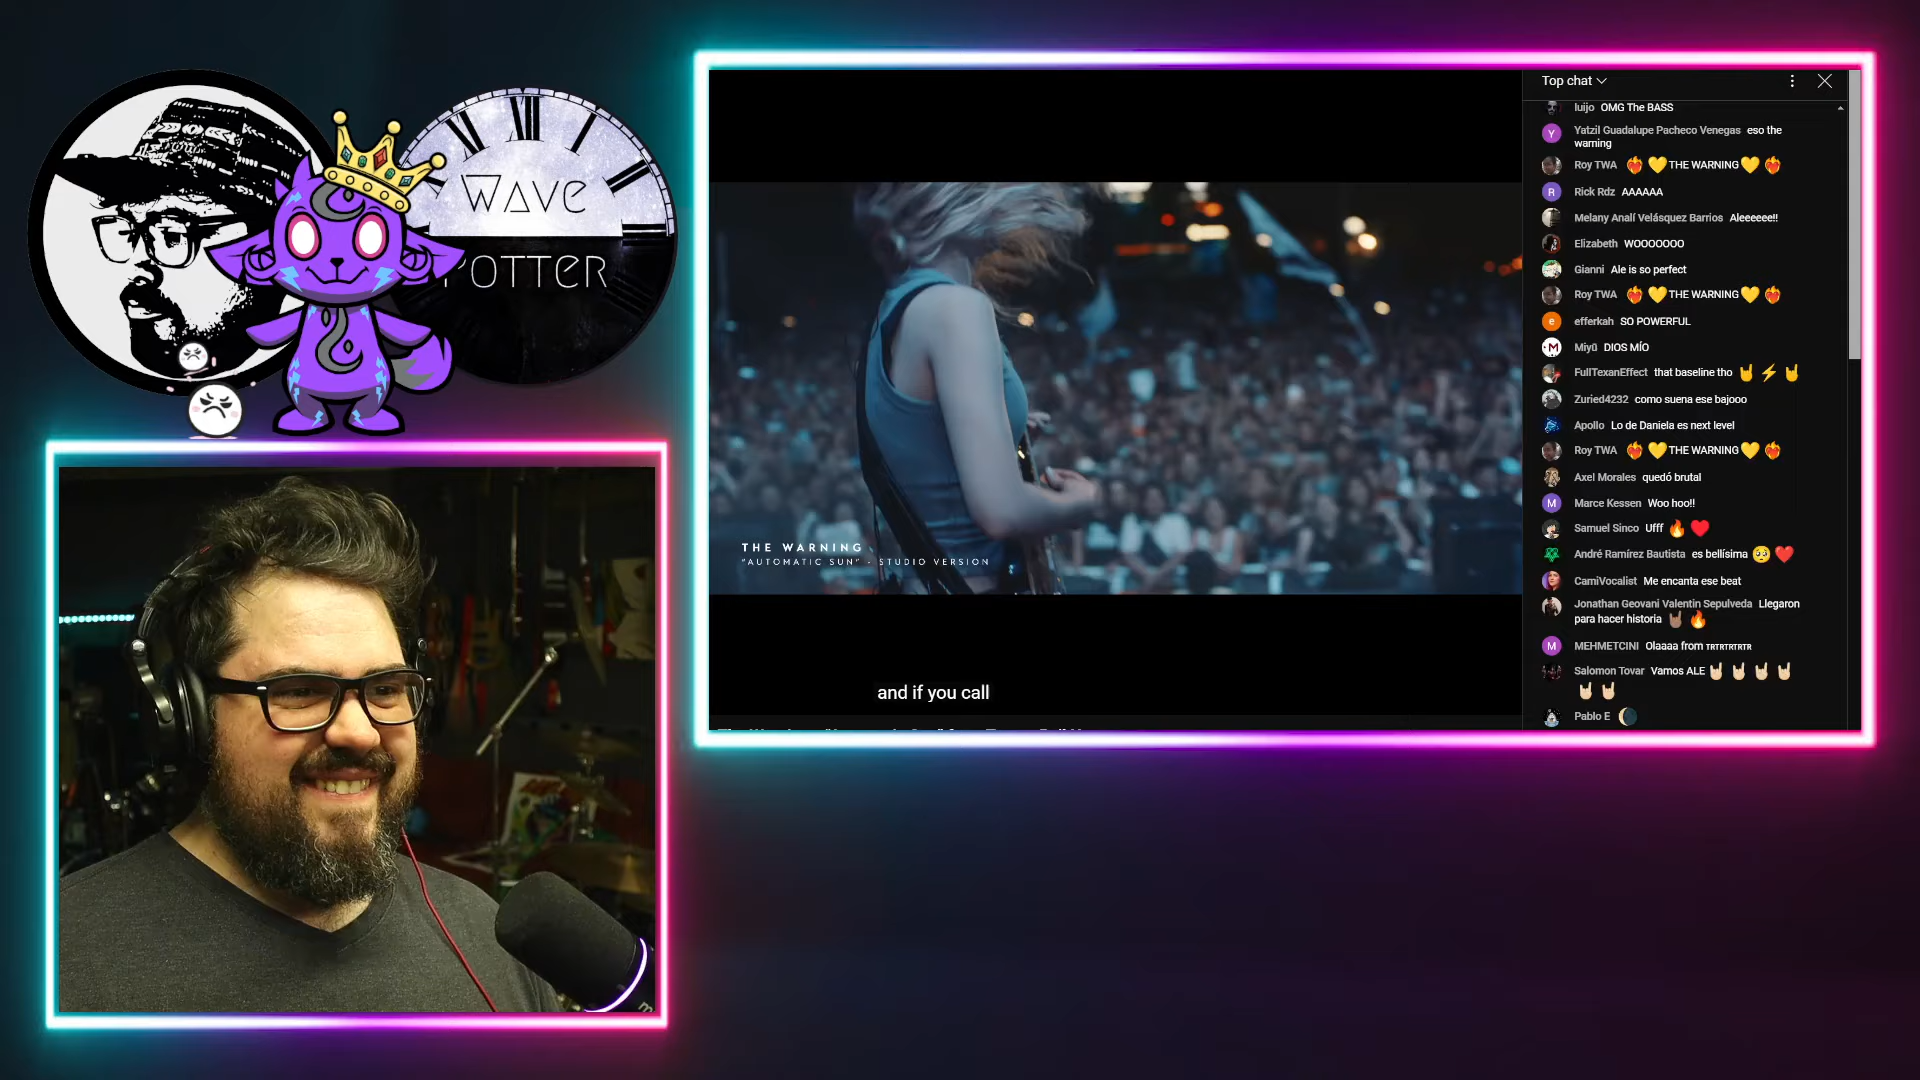 WAVE
POTTER
Top chat
luijo OMG The BASS
Yatzil Guadalupe Pacheco Venegas eso the
warning
Roy TWA ❤️‍🔥 💛THE WARNING💛 ❤️‍🔥
R Rick Rdz AAAAAA
Melany Analí Velásquez Barrios Aleeeeee!!
Elizabeth WOOOOOOO
Gianni Ale is so perfect
Roy TWA ❤️‍🔥 💛THE WARNING💛 ❤️‍🔥
e efferkah SO POWERFUL
Miyū DIOS MÍO
FullTexanEffect that baseline tho 🤘 ⚡ 🤘
Zuried4232 como suena ese bajooo
Apollo Lo de Daniela es next level
Roy TWA ❤️‍🔥 💛THE WARNING💛 ❤️‍🔥
Axel Morales quedó brutal
M Marce Kessen Woo hoo!!
Samuel Sinco Ufff 🔥 ❤️
André Ramírez Bautista es bellísima 🥺 ❤️
CamiVocalist Me encanta ese beat
Jonathan Geovani Valentin Sepulveda Llegaron
para hacer historia 🤘🏽 🔥
M MEHMETCINI Olaaaa from TRTRTRTRTR
Salomon Tovar Vamos ALE 🤘🏻 🤘🏻 🤘🏻 🤘🏻
🤘🏻 🤘🏻
Pablo E 🌘
THE WARNING
"AUTOMATIC SUN" - STUDIO VERSION
and if you call